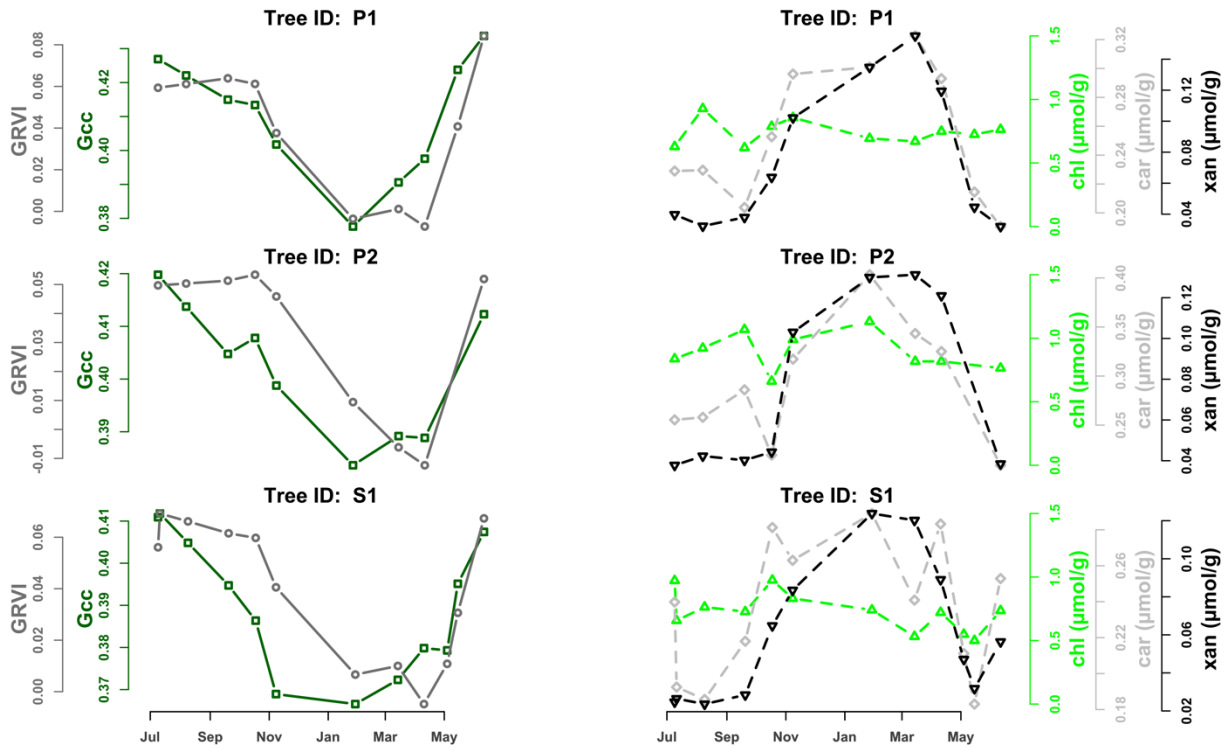 Tree ID: P1
GRVI
0.00 0.02 0.04 0.06 0.08
Gcc
0.38 0.40 0.42
Tree ID: P1
chl (µmol/g)
0.0 0.5 1.0 1.5
car (µmol/g)
0.20 0.24 0.28 0.32
xan (µmol/g)
0.04 0.08 0.12
Tree ID: P2
GRVI
-0.01 0.01 0.03 0.05
Gcc
0.39 0.40 0.41 0.42
Tree ID: P2
chl (µmol/g)
0.0 0.5 1.0 1.5
car (µmol/g)
0.25 0.30 0.35 0.40
xan (µmol/g)
0.04 0.06 0.08 0.10 0.12
Tree ID: S1
GRVI
0.00 0.02 0.04 0.06
Gcc
0.37 0.38 0.39 0.40 0.41
Tree ID: S1
chl (µmol/g)
0.0 0.5 1.0 1.5
car (µmol/g)
0.18 0.22 0.26
xan (µmol/g)
0.02 0.06 0.10
Jul Sep Nov Jan Mar May
Jul Sep Nov Jan Mar May